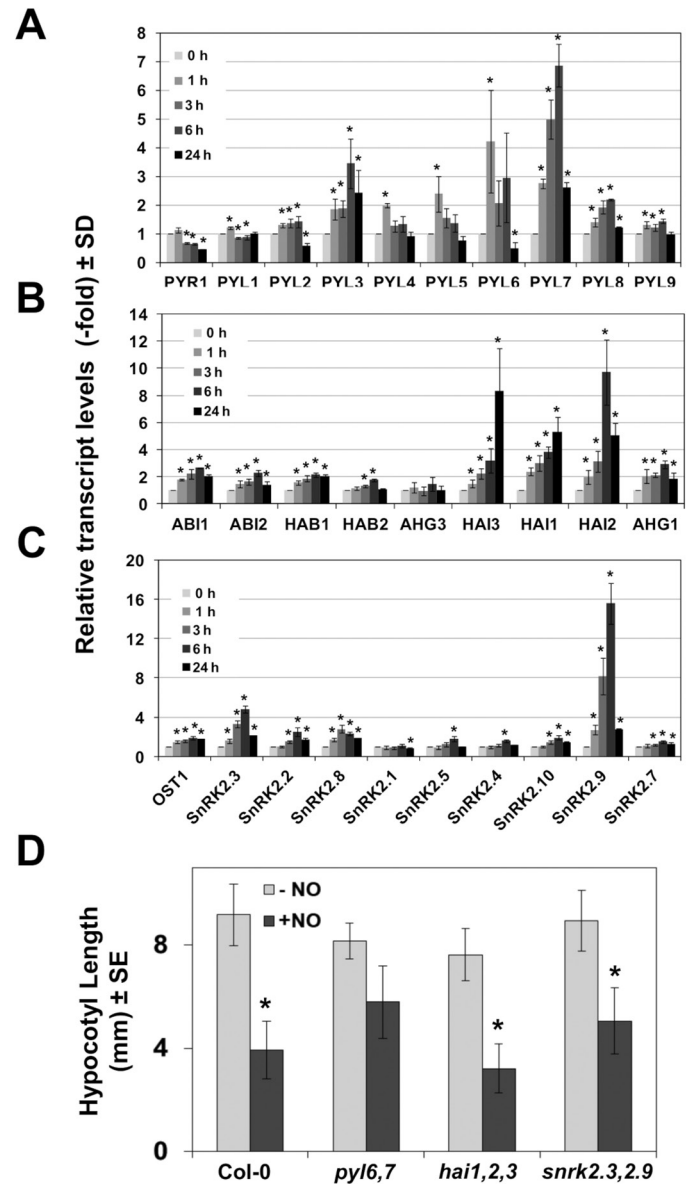 A
Relative transcript levels (-fold) ± SD
8
7
6
5
4
3
2
1
0
0 h
1 h
3 h
6 h
24 h
* * * * * * * * * * * * * * * * * * * * * * * * * * * * * * *
PYR1 PYL1 PYL2 PYL3 PYL4 PYL5 PYL6 PYL7 PYL8 PYL9
B
14
12
10
8
6
4
2
0
0 h
1 h
3 h
6 h
24 h
ABI1 ABI2 HAB1 HAB2 AHG3 HAI3 HAI1 HAI2 AHG1
C
20
16
12
8
4
0
0 h
1 h
3 h
6 h
24 h
OST1 SnRK2.3 SnRK2.2 SnRK2.8 SnRK2.1 SnRK2.5 SnRK2.4 SnRK2.10 SnRK2.9 SnRK2.7
D
Hypocotyl Length
(mm) ± SE
8
4
0
- NO
+NO
* * *
Col-0 pyl6,7 hai1,2,3 snrk2.3,2.9